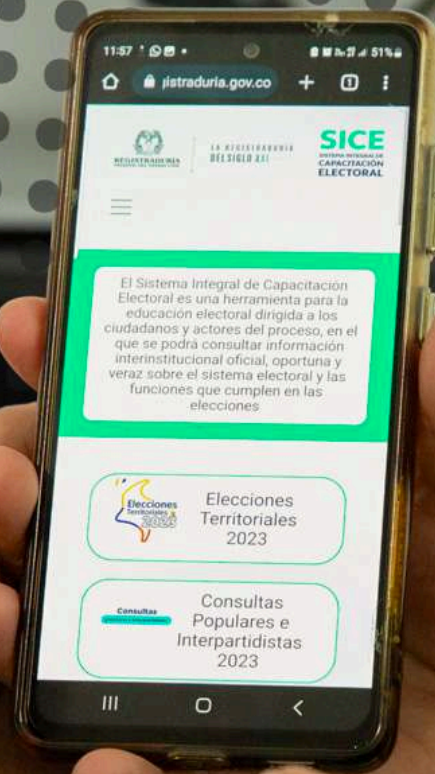 11:57
51%
jistraduria.gov.co
REGISTRADURÍA
LA REGISTRADURÍA
DEL SIGLO XXI
SICE
SISTEMA INTEGRAL DE
CAPACITACIÓN
ELECTORAL
El Sistema Integral de Capacitación
Electoral es una herramienta para la
educación electoral dirigida a los
ciudadanos y actores del proceso, en el
que se podrá consultar información
interinstitucional oficial, oportuna y
veraz sobre el sistema electoral y las
funciones que cumplen en las
elecciones
Elecciones
Territoriales
2023
Elecciones
Territoriales
2023
Consultas
Consultas
Populares e
Interpartidistas
2023